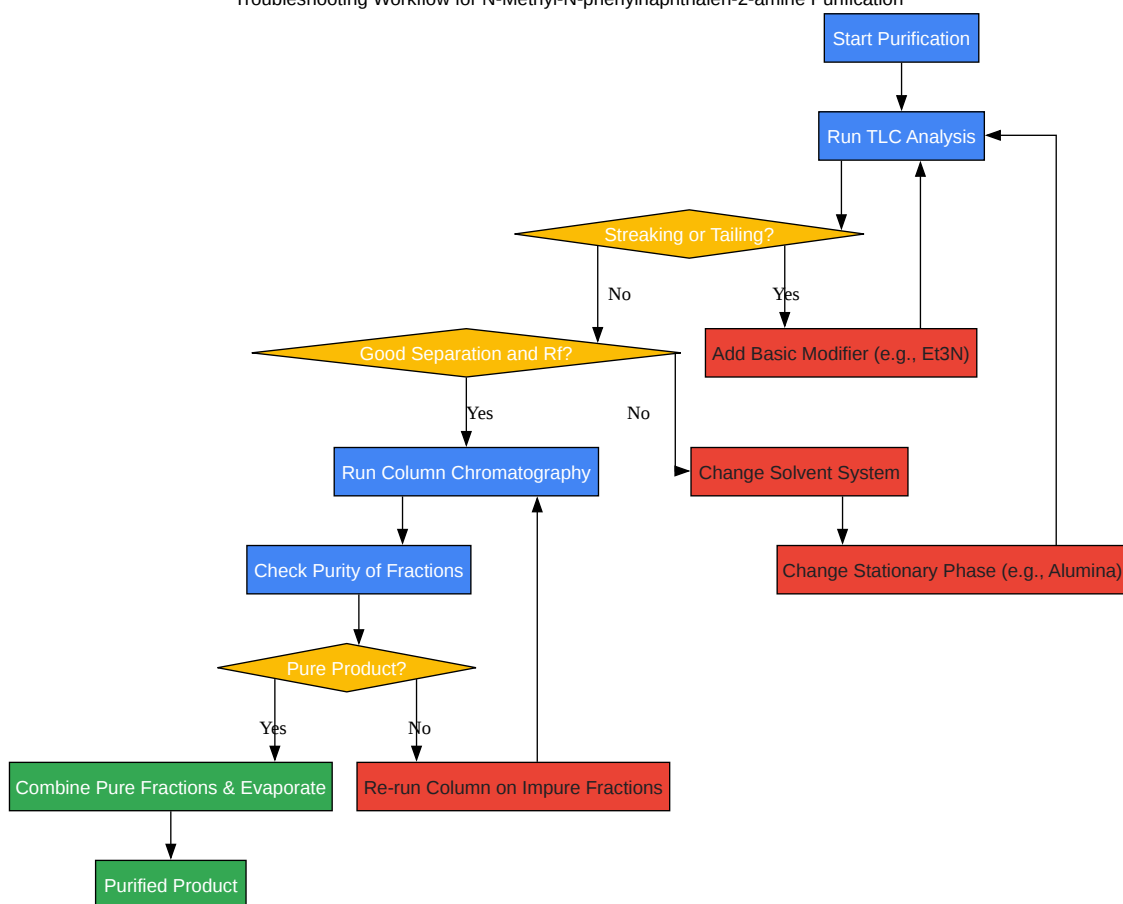 Troubleshooting Workflow for N-Methyl-N-phenylnaphthalen-2-amine Purification
Start Purification
Run TLC Analysis
Streaking or Tailing?
No
Yes
Good Separation and Rf?
Add Basic Modifier (e.g., Et3N)
Yes
No
Run Column Chromatography
Change Solvent System
Check Purity of Fractions
Change Stationary Phase (e.g., Alumina)
Pure Product?
Yes
No
Combine Pure Fractions & Evaporate
Re-run Column on Impure Fractions
Purified Product